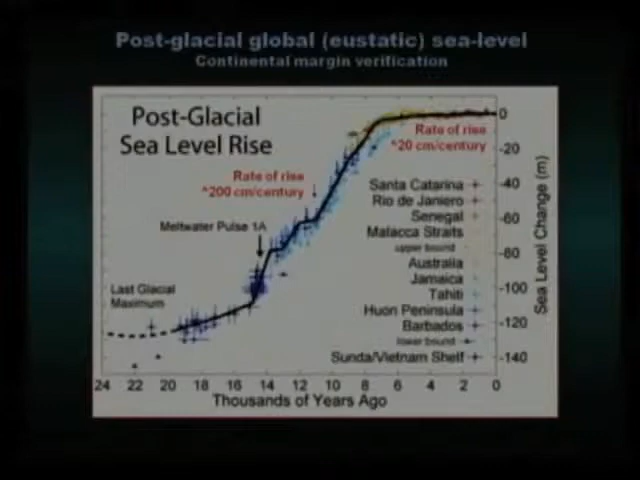 Post-glacial global (eustatic) sea-level
Continental margin verification
Post-Glacial
Sea Level Rise
Rate of rise
^20 cm/century
Rate of rise
^200 cm/century
Meltwater Pulse 1A
Last Glacial
Maximum
Santa Catarina
Rio de Janiero
Senegal
Malacca Straits
upper bound
Australia
Jamaica
Tahiti
Huon Peninsula
Barbados
lower bound
Sunda/Vietnam Shelf
0
-20
-40
-60
-80
-100
-120
-140
Sea Level Change (m)
24 22 20 18 16 14 12 10 8 6 4 2 0
Thousands of Years Ago